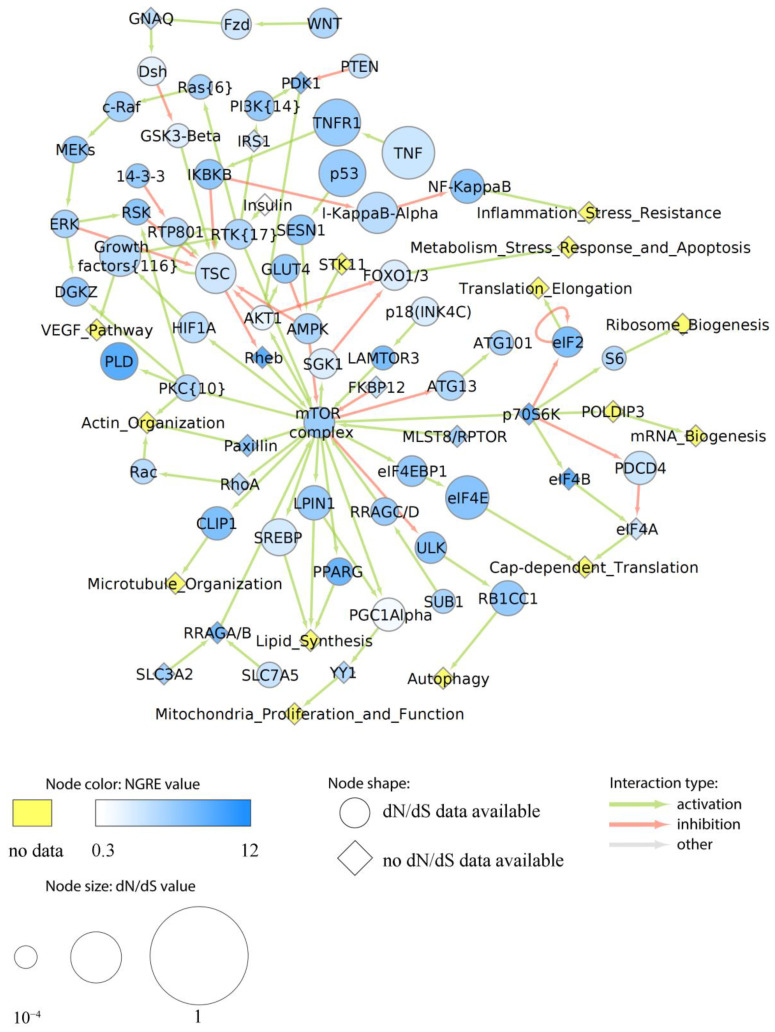 GNAQ
Fzd
WNT
Dsh
Ras{6}
PDK1
PTEN
c-Raf
PI3K{14}
TNFR1
TNF
GSK3-Beta
IRS1
MEKs
p53
14-3-3
IKBKB
NF-KappaB
Insulin
I-KappaB-Alpha
Inflammation_Stress_Resistance
RSK
ERK
RTP801
RTK{17}
SESN1
Growth
factors{116}
Metabolism_Stress_Response_and_Apoptosis
TSC
GLUT4
STK11
FOXO1/3
DGKZ
Translation_Elongation
VEGF_Pathway
HIF1A
AKT1
AMPK
p18(INK4C)
Ribosome_Biogenesis
eIF2
ATG101
PLD
Rheb
SGK1
LAMTOR3
S6
PKC{10}
FKBP12
ATG13
mTOR
complex
p70S6K
POLDIP3
Actin_Organization
Paxillin
MLST8/RPTOR
mRNA_Biogenesis
Rac
RhoA
eIF4EBP1
PDCD4
eIF4B
LPIN1
RRAGC/D
eIF4E
CLIP1
SREBP
eIF4A
ULK
Microtubule_Organization
PPARG
Cap-dependent_Translation
SUB1
RB1CC1
PGC1Alpha
RRAGA/B
Lipid_Synthesis
SLC3A2
SLC7A5
YY1
Autophagy
Mitochondria_Proliferation_and_Function
Node color: NGRE value
no data
0.3
12
Node size: dN/dS value
10⁻⁴
1
Node shape:
dN/dS data available
no dN/dS data available
Interaction type:
activation
inhibition
other